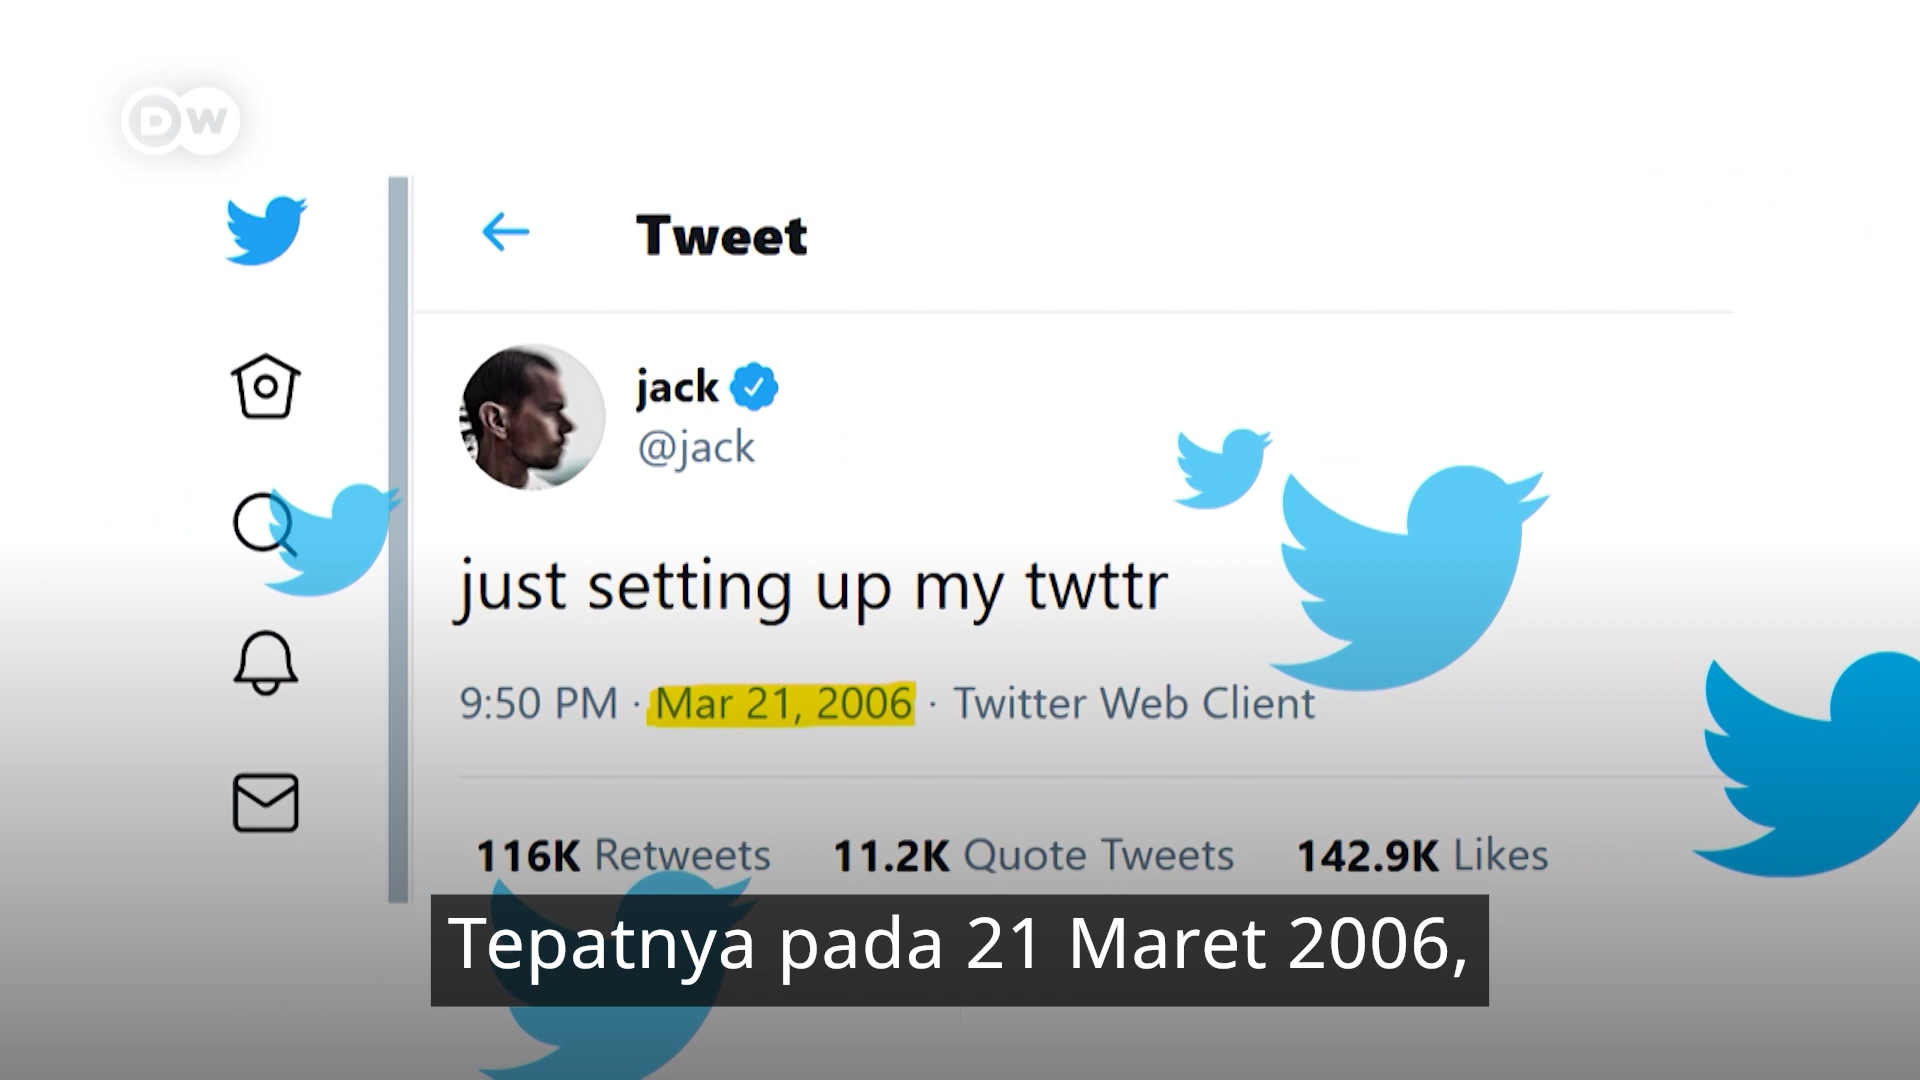 DW
Tweet
jack
@jack
just setting up my twttr
9:50 PM · Mar 21, 2006 · Twitter Web Client
116K Retweets 11.2K Quote Tweets 142.9K Likes
Tepatnya pada 21 Maret 2006,